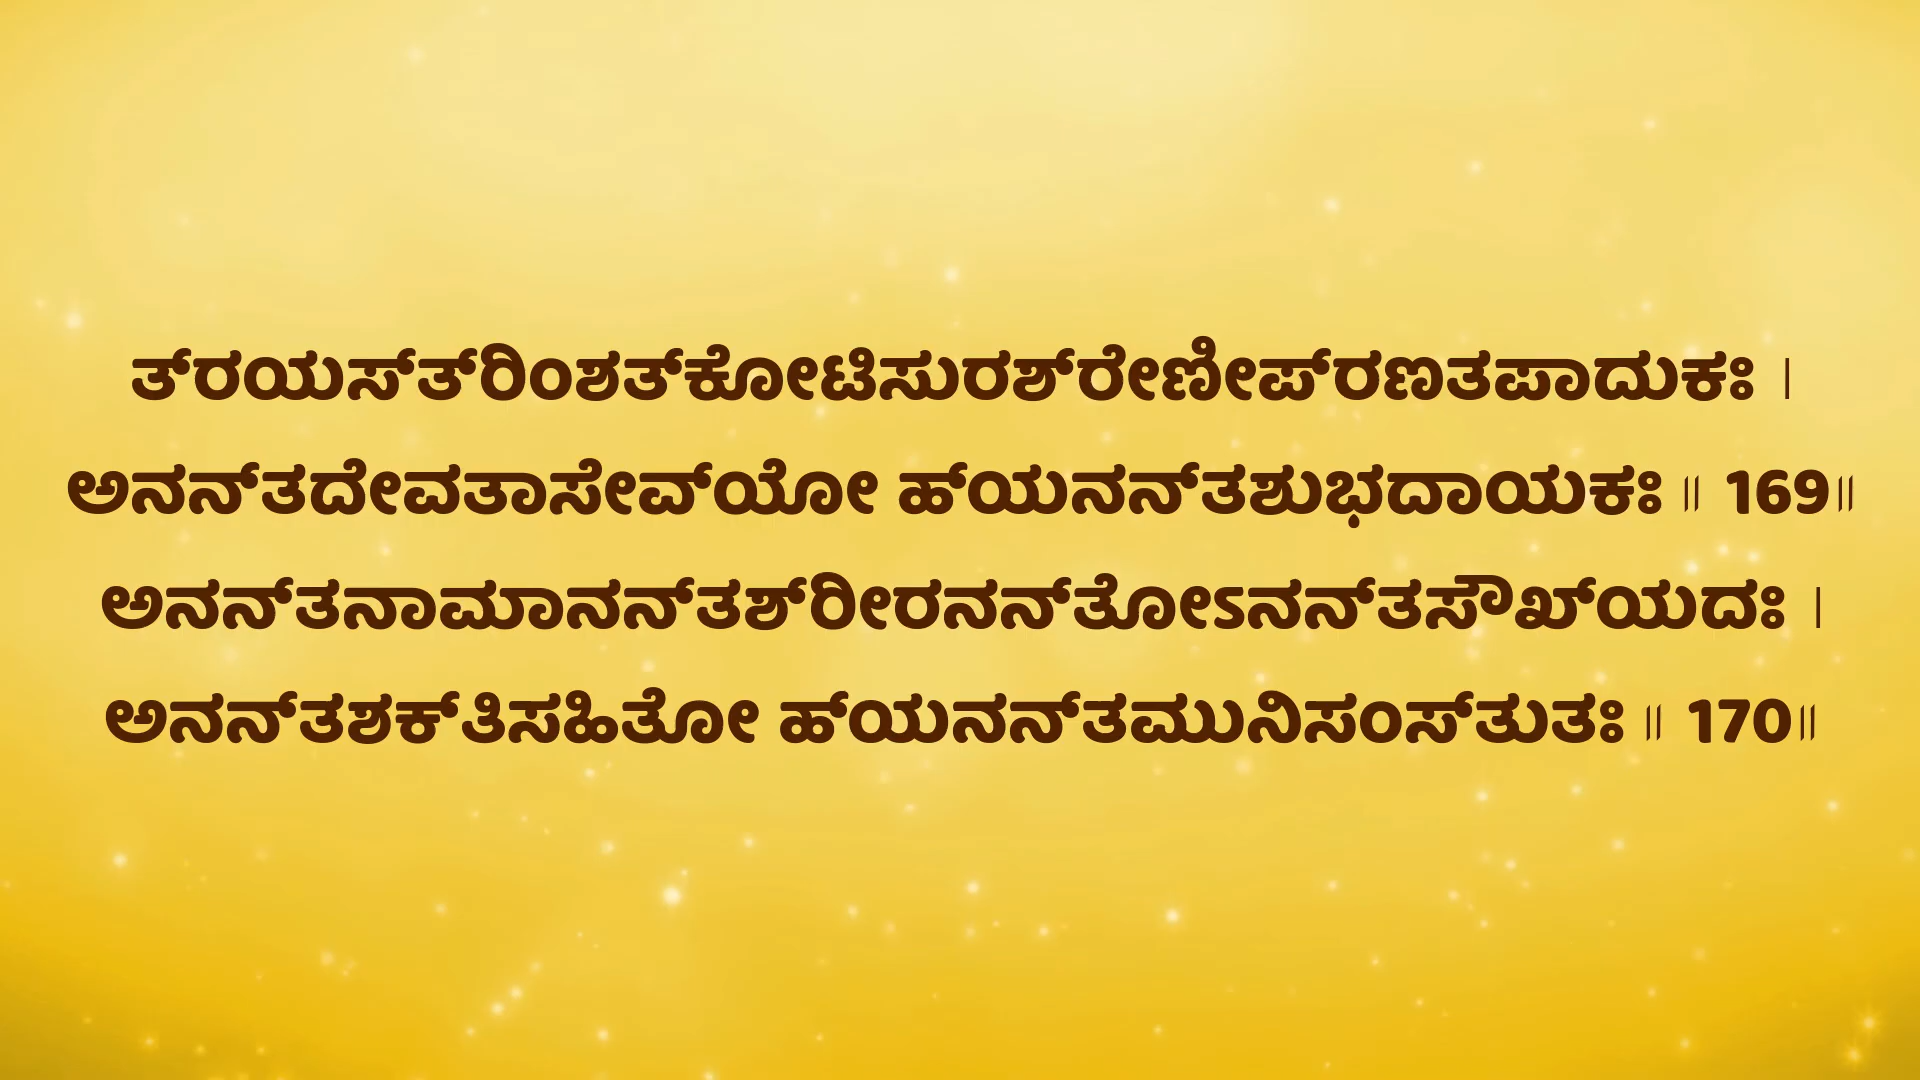 ತ್‌ರಯಸ್‌ತ್‌ರಿಂಶತ್‌ಕೋಟಿಸುರಶ್‌ರೇಣೀಪ್‌ರಣತಪಾದುಕಃ ।
ಅನನ್‌ತದೇವತಾಸೇವ್‌ಯೋ ಹ್‌ಯನನ್‌ತಶುಭದಾಯಕಃ ॥ 169॥
ಅನನ್‌ತನಾಮಾನನ್‌ತಶ್‌ರೀರನನ್‌ತೋಽನನ್‌ತಸೌಖ್‌ಯದಃ ।
ಅನನ್‌ತಶಕ್‌ತಿಸಹಿತೋ ಹ್‌ಯನನ್‌ತಮುನಿಸಂಸ್‌ತುತಃ ॥ 170॥